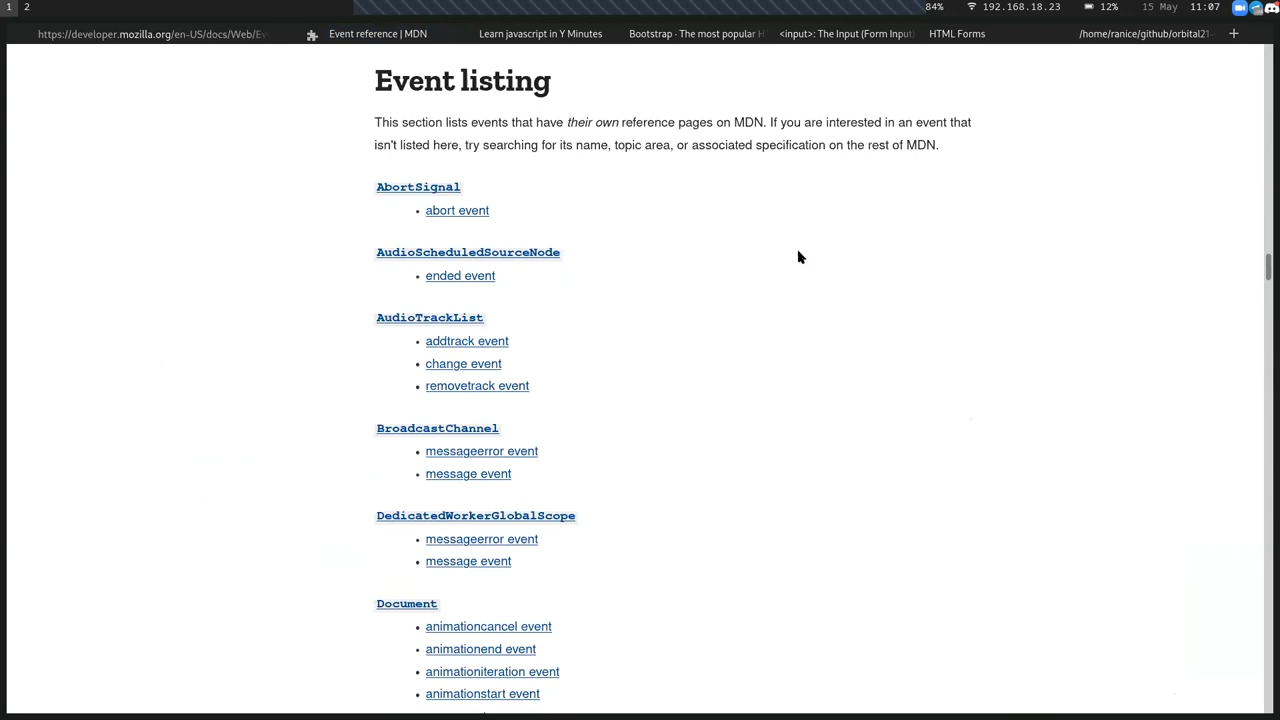 1 2 84% 192.168.18.23 12% 15 May 11:07
https://developer.mozilla.org/en-US/docs/Web/Ev Event reference | MDN Learn javascript in Y Minutes Bootstrap · The most popular H <input>: The Input (Form Input) HTML Forms /home/ranice/github/orbital21- +
Event listing
This section lists events that have their own reference pages on MDN. If you are interested in an event that
isn't listed here, try searching for its name, topic area, or associated specification on the rest of MDN.
AbortSignal
• abort event
AudioScheduledSourceNode
• ended event
AudioTrackList
• addtrack event
• change event
• removetrack event
BroadcastChannel
• messageerror event
• message event
DedicatedWorkerGlobalScope
• messageerror event
• message event
Document
• animationcancel event
• animationend event
• animationiteration event
• animationstart event